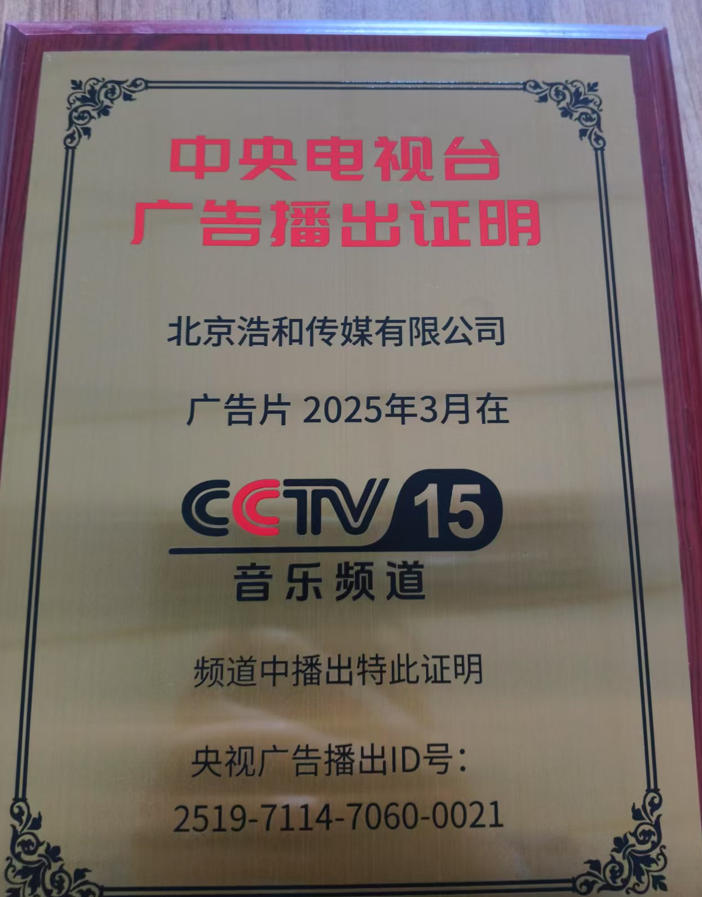 中央电视台
广告播出证明
北京浩和传媒有限公司
广告片 2025年3月在
CCTV 15
音乐频道
频道中播出特此证明
央视广告播出ID号：
2519-7114-7060-0021